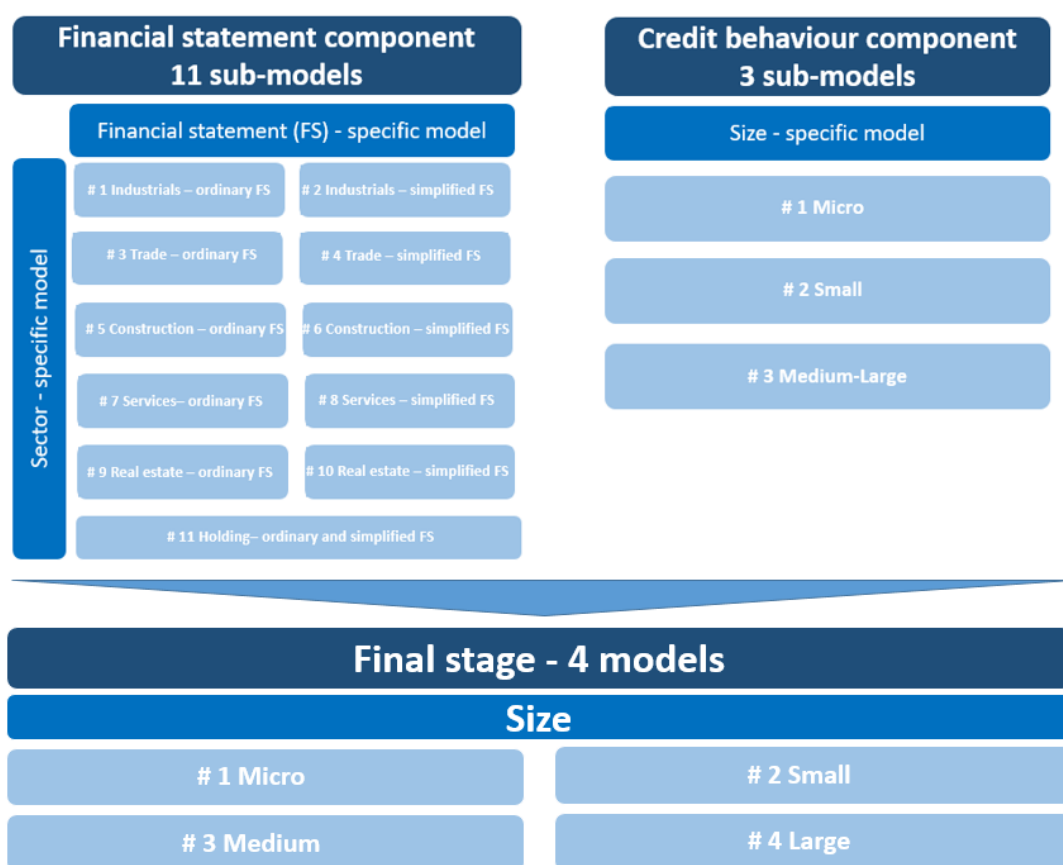 Financial statement component
11 sub-models
Financial statement (FS) - specific model
Sector - specific model
# 1 Industrials – ordinary FS
# 2 Industrials – simplified FS
# 3 Trade – ordinary FS
# 4 Trade – simplified FS
# 5 Construction – ordinary FS
# 6 Construction – simplified FS
# 7 Services– ordinary FS
# 8 Services – simplified FS
# 9 Real estate – ordinary FS
# 10 Real estate – simplified FS
# 11 Holding– ordinary and simplified FS
Credit behaviour component
3 sub-models
Size - specific model
# 1 Micro
# 2 Small
# 3 Medium-Large
Final stage - 4 models
Size
# 1 Micro
# 2 Small
# 3 Medium
# 4 Large